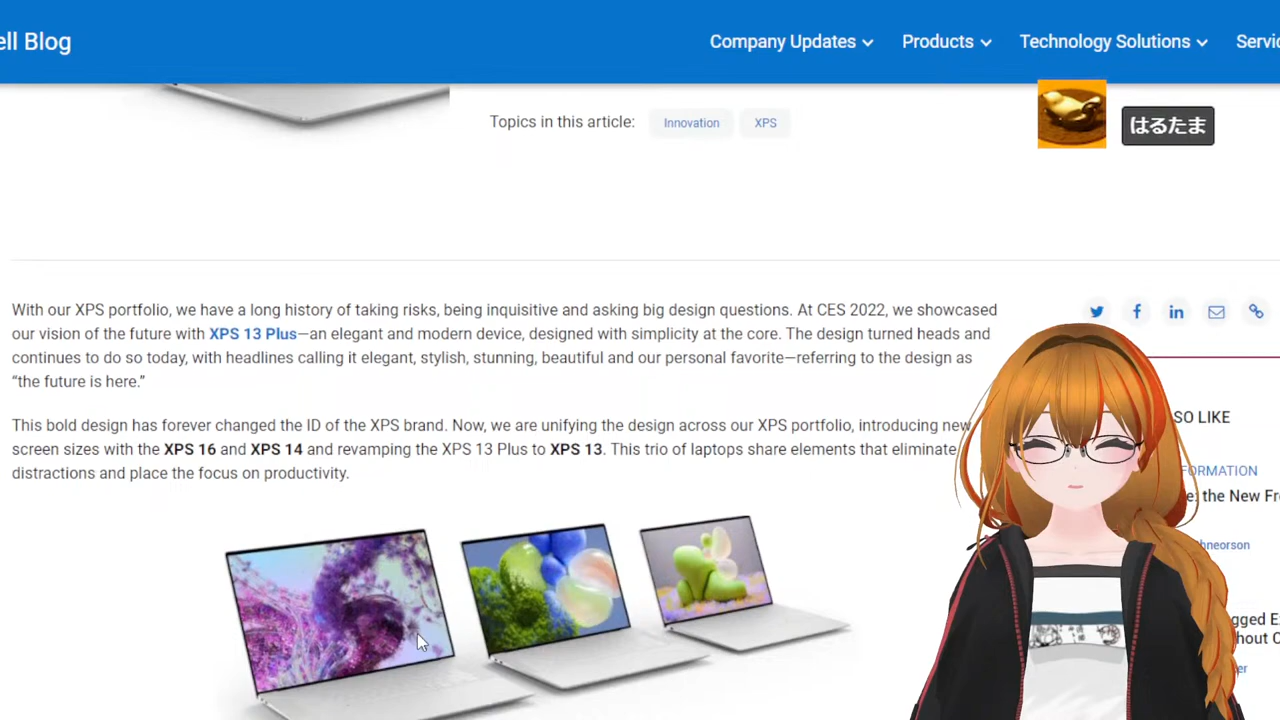 ell Blog
Company Updates
Products
Technology Solutions
Servic
Topics in this article:
Innovation
XPS
はるたま
With our XPS portfolio, we have a long history of taking risks, being inquisitive and asking big design questions. At CES 2022, we showcased
our vision of the future with XPS 13 Plus—an elegant and modern device, designed with simplicity at the core. The design turned heads and
continues to do so today, with headlines calling it elegant, stylish, stunning, beautiful and our personal favorite—referring to the design as
“the future is here.”
This bold design has forever changed the ID of the XPS brand. Now, we are unifying the design across our XPS portfolio, introducing new
screen sizes with the XPS 16 and XPS 14 and revamping the XPS 13 Plus to XPS 13. This trio of laptops share elements that eliminate
distractions and place the focus on productivity.
SO LIKE
FORMATION
e: the New Fr
hneorson
gged E
hout O
er